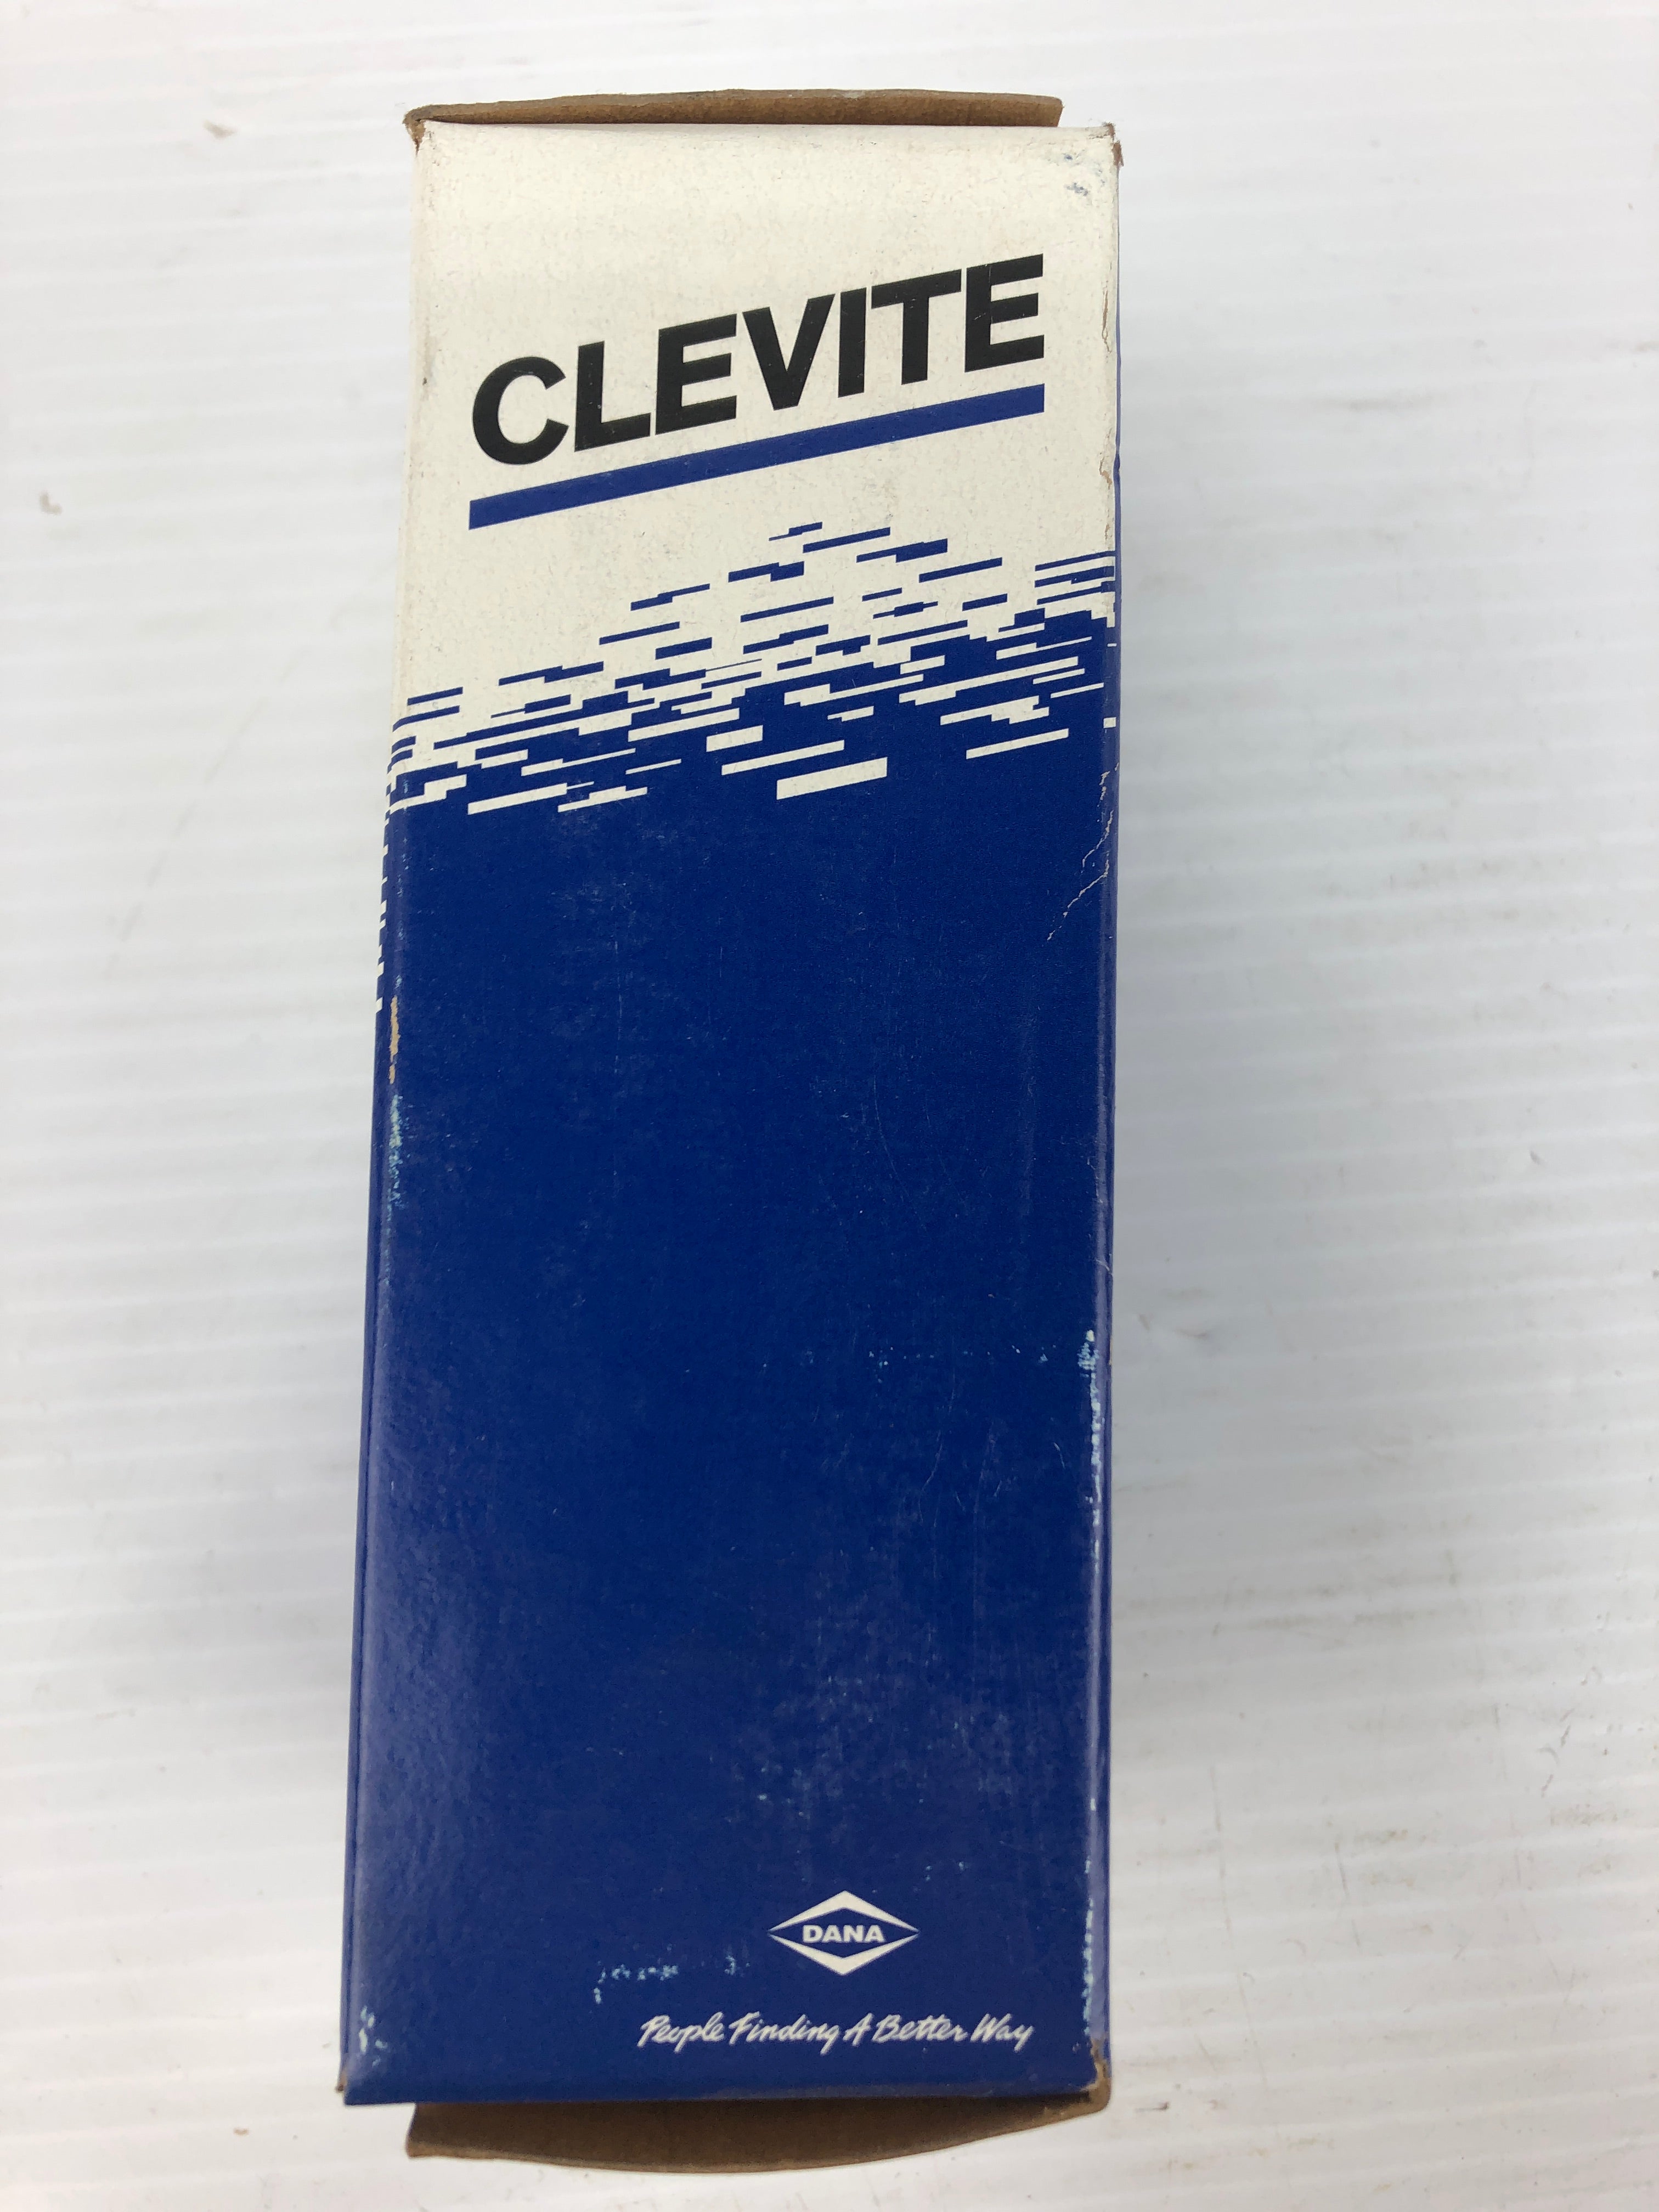 CLEVITE
DANA
People Finding A Better Way